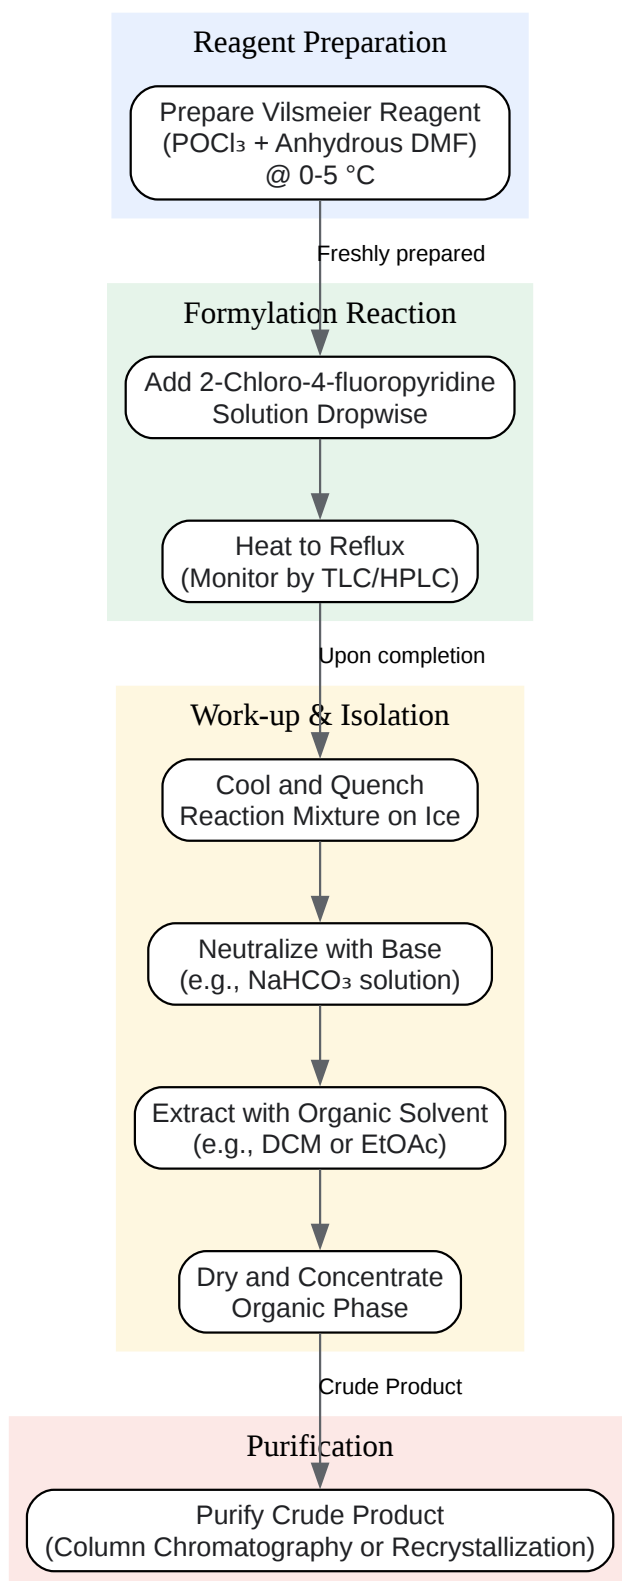 Reagent Preparation
Prepare Vilsmeier Reagent
(POCl₃ + Anhydrous DMF)
@ 0-5 °C
Freshly prepared
Formylation Reaction
Add 2-Chloro-4-fluoropyridine
Solution Dropwise
Heat to Reflux
(Monitor by TLC/HPLC)
Upon completion
Work-up & Isolation
Cool and Quench
Reaction Mixture on Ice
Neutralize with Base
(e.g., NaHCO₃ solution)
Extract with Organic Solvent
(e.g., DCM or EtOAc)
Dry and Concentrate
Organic Phase
Crude Product
Purification
Purify Crude Product
(Column Chromatography or Recrystallization)